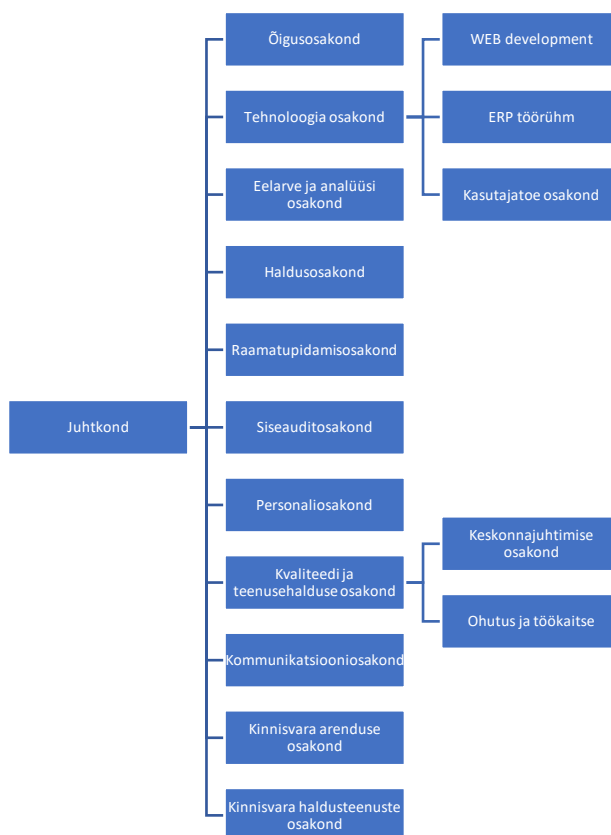 Õigusosakond
WEB development
Tehnoloogia osakond
ERP töörühm
Eelarve ja analüüsi
osakond
Kasutajatoe osakond
Haldusosakond
Raamatupidamisosakond
Juhtkond
Siseauditosakond
Personaliosakond
Keskonnajuhtimise
osakond
Kvaliteedi ja
teenusehalduse osakond
Ohutus ja töökaitse
Kommunikatsiooniosakond
Kinnisvara arenduse
osakond
Kinnisvara haldusteenuste
osakond